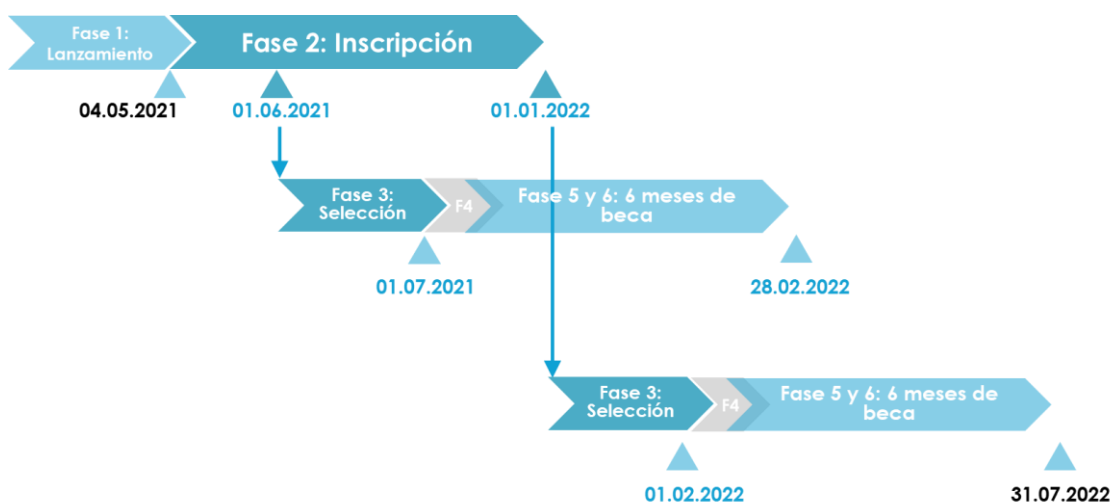 Fase 1:
Lanzamiento
Fase 2: Inscripción
04.05.2021
01.06.2021
01.01.2022
Fase 3:
Selección
F4
Fase 5 y 6: 6 meses de
beca
01.07.2021
28.02.2022
Fase 3:
Selección
F4
Fase 5 y 6: 6 meses de
beca
01.02.2022
31.07.2022